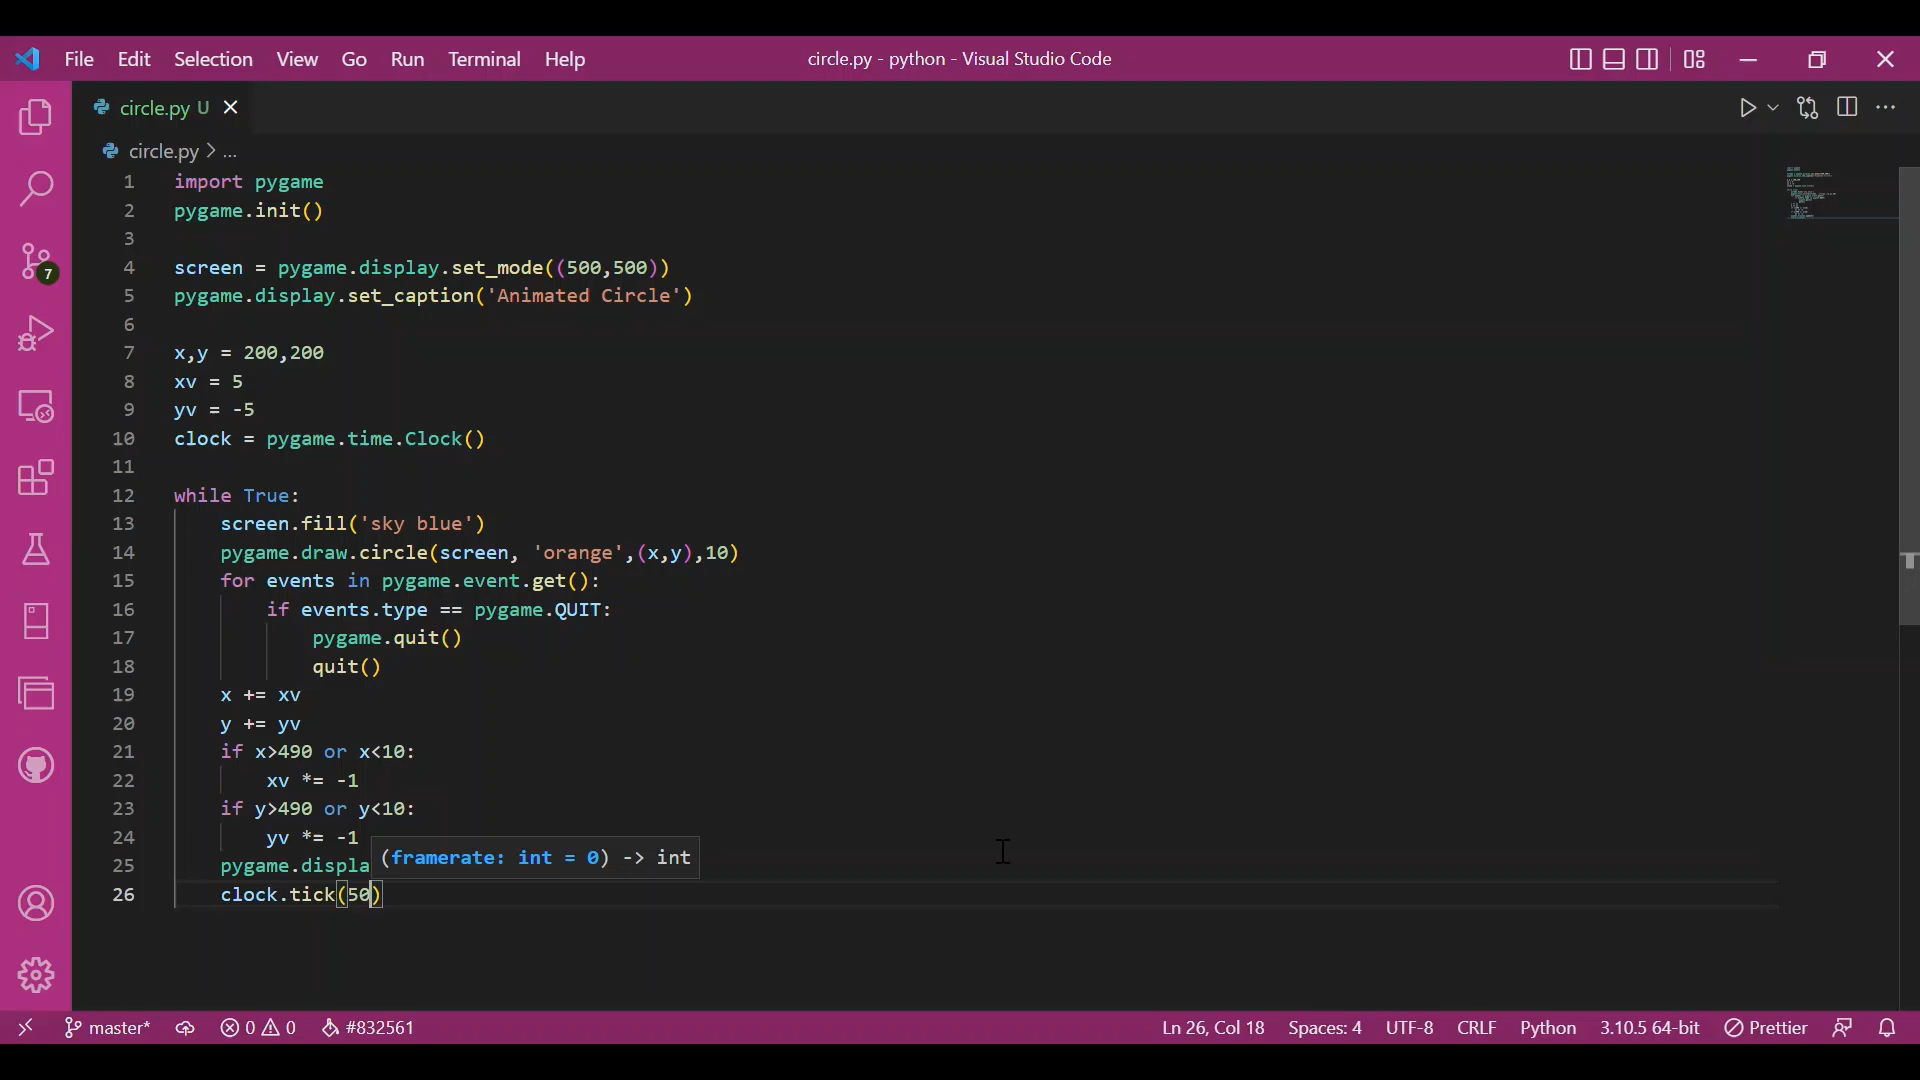 File Edit Selection View Go Run Terminal Help circle.py - python - Visual Studio Code
circle.py U
circle.py > ...
1 import pygame
2 pygame.init()
3
4 screen = pygame.display.set_mode((500,500))
5 pygame.display.set_caption('Animated Circle')
6
7 x,y = 200,200
8 xv = 5
9 yv = -5
10 clock = pygame.time.Clock()
11
12 while True:
13     screen.fill('sky blue')
14     pygame.draw.circle(screen, 'orange',(x,y),10)
15     for events in pygame.event.get():
16         if events.type == pygame.QUIT:
17             pygame.quit()
18             quit()
19     x += xv
20     y += yv
21     if x>490 or x<10:
22         xv *= -1
23     if y>490 or y<10:
24         yv *= -1
(framerate: int = 0) -> int
25     pygame.displa
26     clock.tick(50)
7
master* 0 0 #832561 Ln 26, Col 18 Spaces: 4 UTF-8 CRLF Python 3.10.5 64-bit Prettier